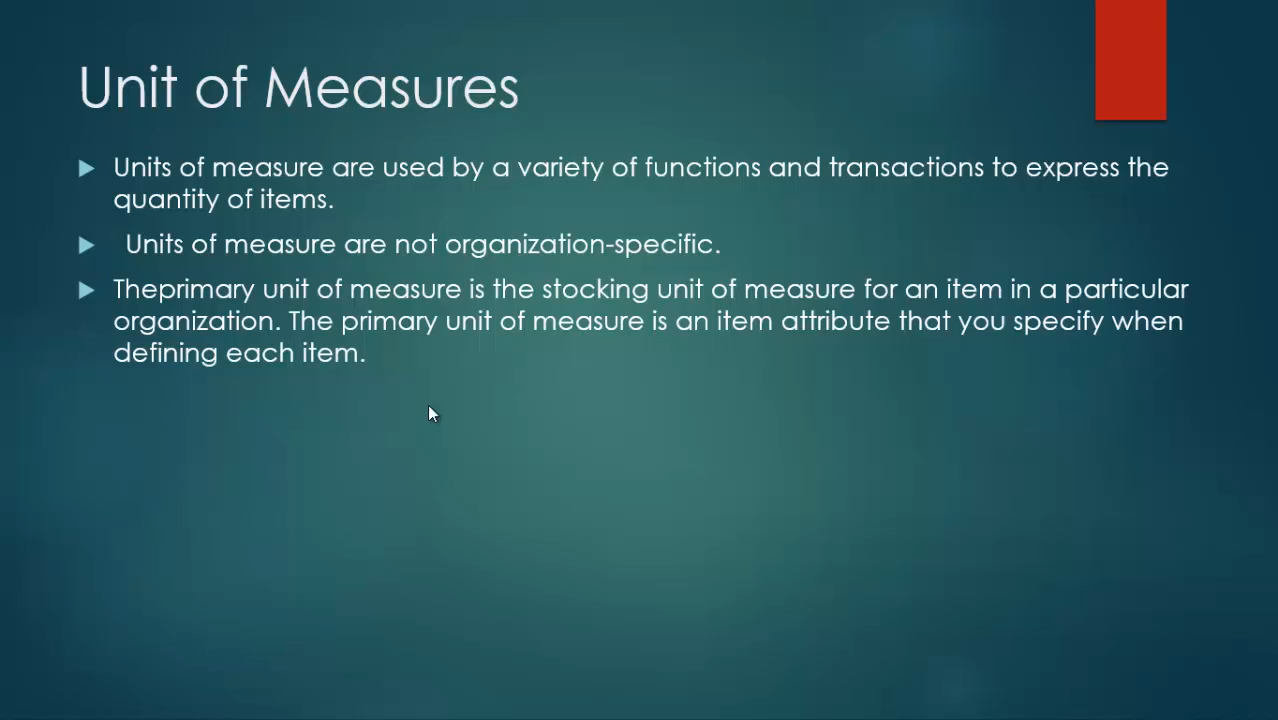 Unit of Measures
Units of measure are used by a variety of functions and transactions to express the
quantity of items.
Units of measure are not organization-specific.
Theprimary unit of measure is the stocking unit of measure for an item in a particular
organization. The primary unit of measure is an item attribute that you specify when
defining each item.